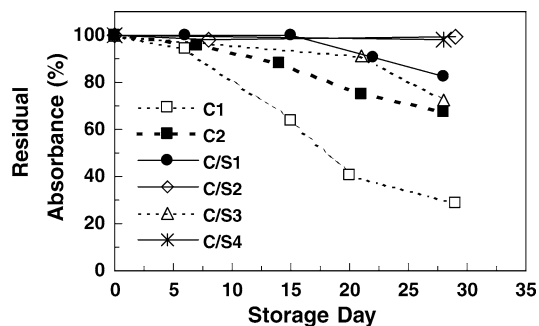 100
80
60
40
20
0
Residual
Absorbance (%)
C1
C2
C/S1
C/S2
C/S3
C/S4
0 5 10 15 20 25 30 35
Storage Day